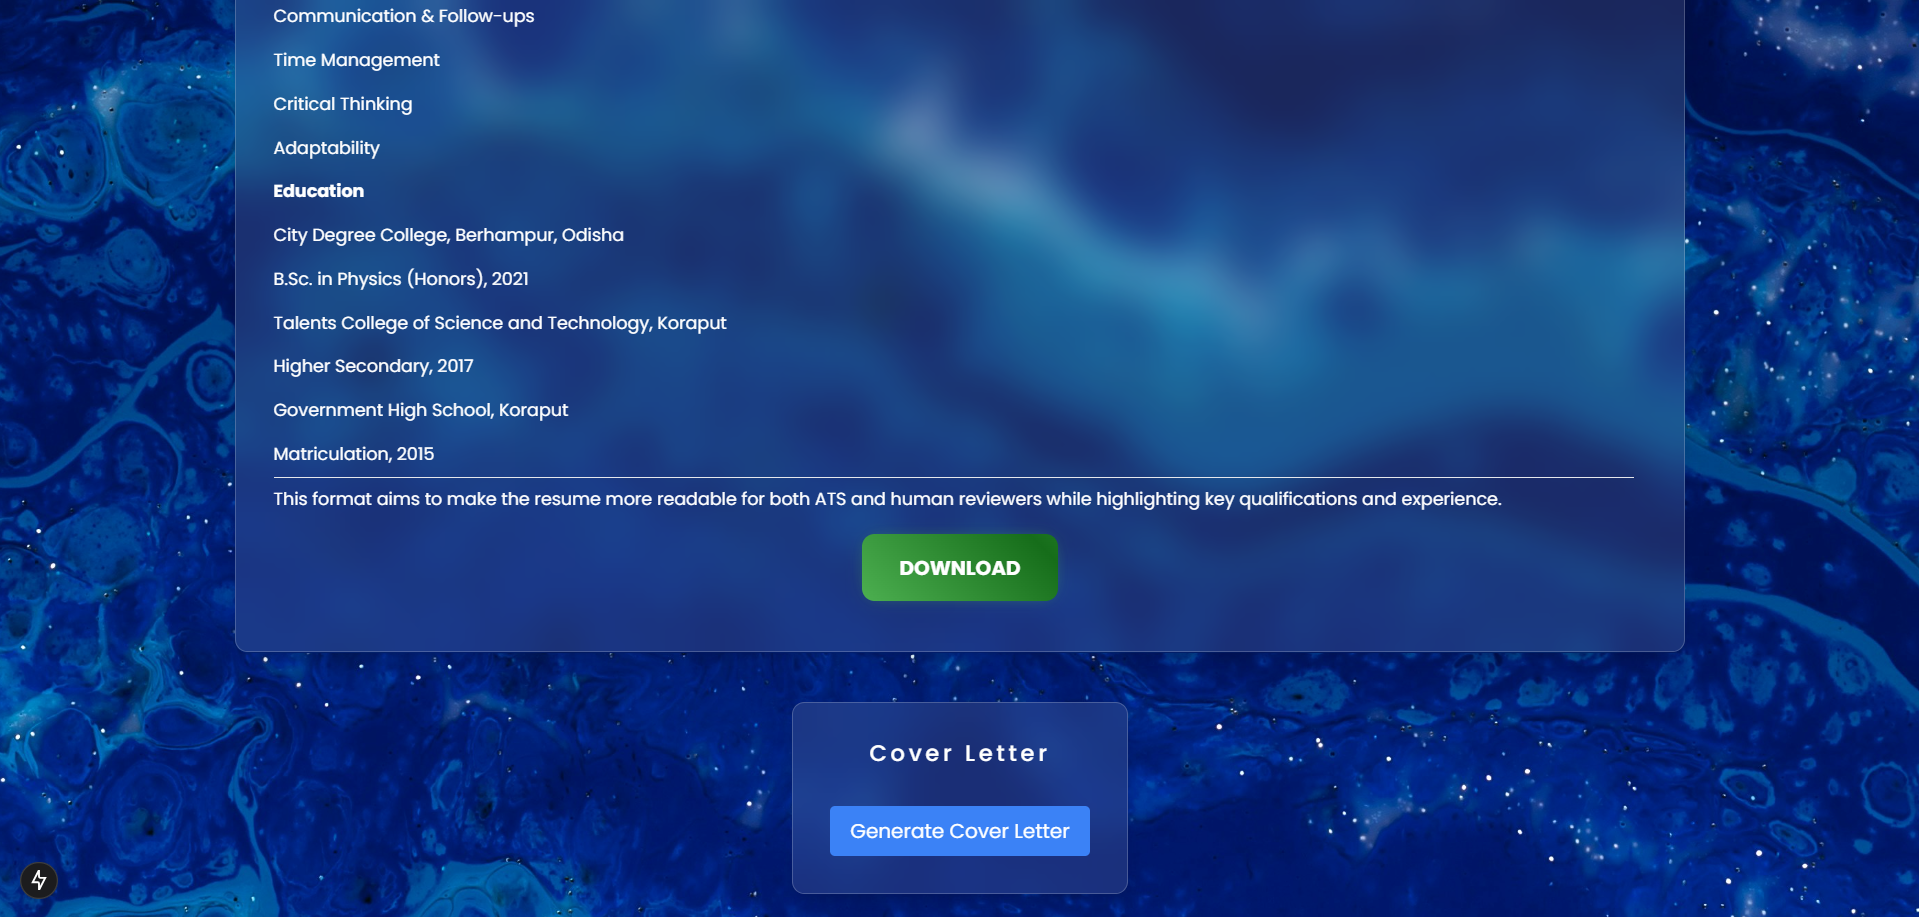 Communication & Follow-ups
Time Management
Critical Thinking
Adaptability
Education
City Degree College, Berhampur, Odisha
B.Sc. in Physics (Honors), 2021
Talents College of Science and Technology, Koraput
Higher Secondary, 2017
Government High School, Koraput
Matriculation, 2015
This format aims to make the resume more readable for both ATS and human reviewers while highlighting key qualifications and experience.
DOWNLOAD
Cover Letter
Generate Cover Letter